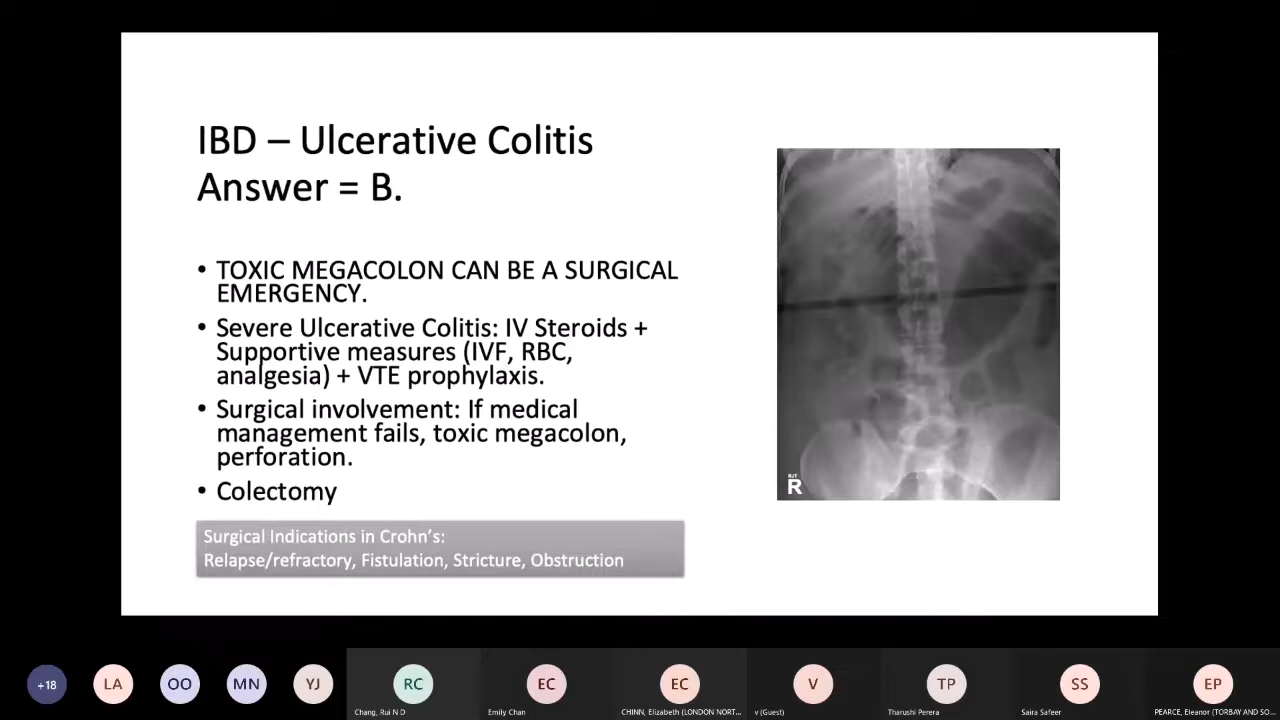 IBD – Ulcerative Colitis
Answer = B.
• TOXIC MEGACOLON CAN BE A SURGICAL
EMERGENCY.
• Severe Ulcerative Colitis: IV Steroids +
Supportive measures (IVF, RBC,
analgesia) + VTE prophylaxis.
• Surgical involvement: If medical
management fails, toxic megacolon,
perforation.
• Colectomy
Surgical Indications in Crohn’s:
Relapse/refractory, Fistulation, Stricture, Obstruction
R
+18
LA
OO
MN
YJ
RC
EC
EC
V
TP
SS
EP
Chang, Rui N D
Emily Chan
CHINN, Elizabeth (LONDON NORT...
v (Guest)
Tharushi Perera
Saira Safeer
PEARCE, Eleanor (TORBAY AND SO...